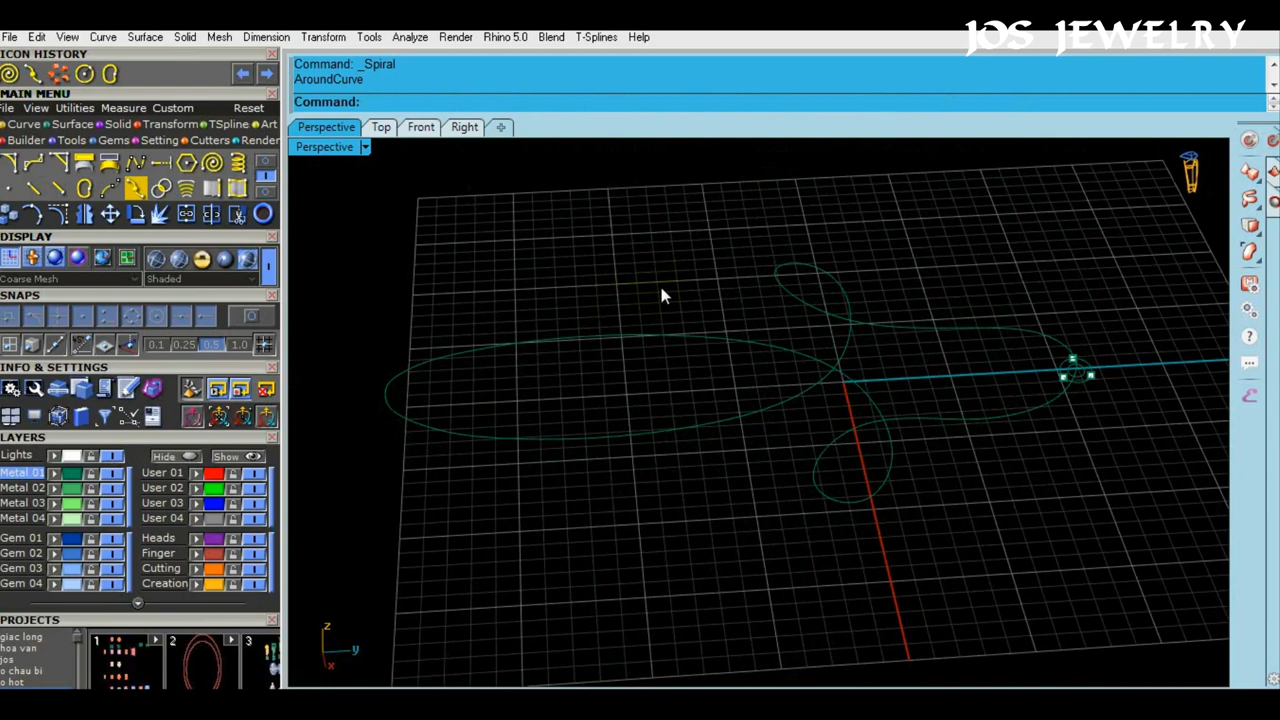 JOS JEWELRY
File Edit View Curve Surface Solid Mesh Dimension Transform Tools Analyze Render Rhino 5.0 Blend T-Splines Help
ICON HISTORY
Command: _Spiral
AroundCurve
Command:
MAIN MENU
File View Utilities Measure Custom Reset
Curve Surface Solid Transform TSpline Art
Builder Tools Gems Setting Cutters Render
Perspective Top Front Right
Perspective
DISPLAY
Coarse Mesh Shaded
SNAPS
0.1 0.25 0.5 1.0
INFO & SETTINGS
LAYERS
Lights Hide Show
Metal 01 User 01
Metal 02 User 02
Metal 03 User 03
Metal 04 User 04
Gem 01 Heads
Gem 02 Finger
Gem 03 Cutting
Gem 04 Creation
PROJECTS
giac long
hoa van
jos
o chau bi
o hot
1 2 3
z
y
x